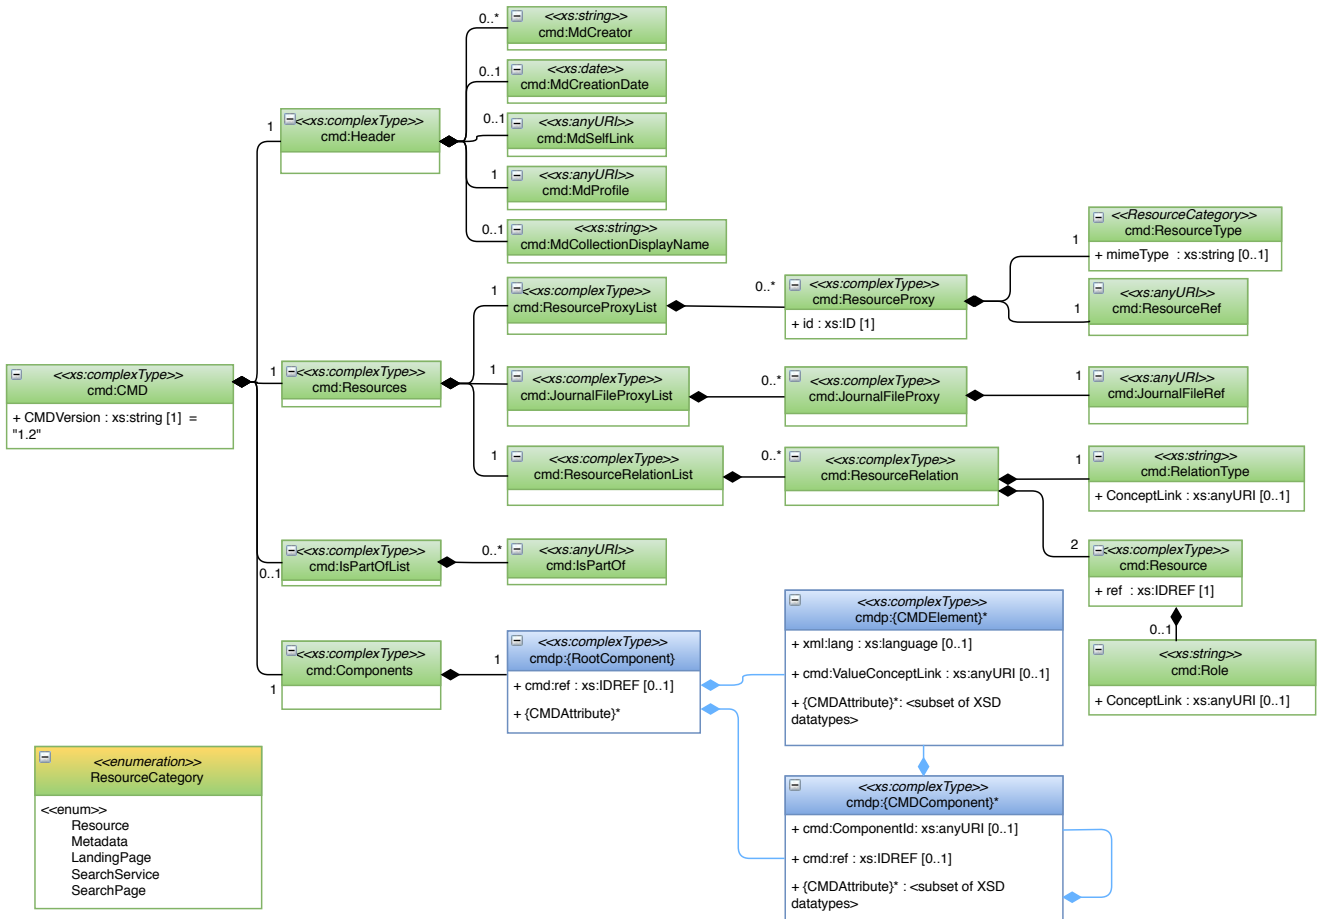 0..*
<<xs:string>>
cmd:MdCreator
0..1
<<xs:date>>
cmd:MdCreationDate
1
<<xs:complexType>>
cmd:Header
0..1
<<xs:anyURI>>
cmd:MdSelfLink
1
<<xs:anyURI>>
cmd:MdProfile
0..1
<<xs:string>>
cmd:MdCollectionDisplayName
1
<<xs:complexType>>
cmd:ResourceProxyList
0..*
<<xs:complexType>>
cmd:ResourceProxy
+ id : xs:ID [1]
1
<<ResourceCategory>>
cmd:ResourceType
+ mimeType : xs:string [0..1]
1
<<xs:anyURI>>
cmd:ResourceRef
<<xs:complexType>>
cmd:CMD
+ CMDVersion : xs:string [1] =
"1.2"
1
<<xs:complexType>>
cmd:Resources
1
<<xs:complexType>>
cmd:JournalFileProxyList
0..*
<<xs:complexType>>
cmd:JournalFileProxy
1
<<xs:anyURI>>
cmd:JournalFileRef
1
<<xs:complexType>>
cmd:ResourceRelationList
0..*
<<xs:complexType>>
cmd:ResourceRelation
1
<<xs:string>>
cmd:RelationType
+ ConceptLink : xs:anyURI [0..1]
2
<<xs:complexType>>
cmd:Resource
+ ref : xs:IDREF [1]
0..1
<<xs:string>>
cmd:Role
+ ConceptLink : xs:anyURI [0..1]
0..1
<<xs:complexType>>
cmd:IsPartOfList
0..*
<<xs:anyURI>>
cmd:IsPartOf
1
<<xs:complexType>>
cmd:Components
1
<<xs:complexType>>
cmdp:{RootComponent}
+ cmd:ref : xs:IDREF [0..1]
+ {CMDAttribute}*
<<xs:complexType>>
cmdp:{CMDElement}*
+ xml:lang : xs:language [0..1]
+ cmd:ValueConceptLink : xs:anyURI [0..1]
+ {CMDAttribute}*: <subset of XSD
datatypes>
<<xs:complexType>>
cmdp:{CMDComponent}*
+ cmd:ComponentId: xs:anyURI [0..1]
+ cmd:ref : xs:IDREF [0..1]
+ {CMDAttribute}* : <subset of XSD
datatypes>
<<enumeration>>
ResourceCategory
<<enum>>
Resource
Metadata
LandingPage
SearchService
SearchPage